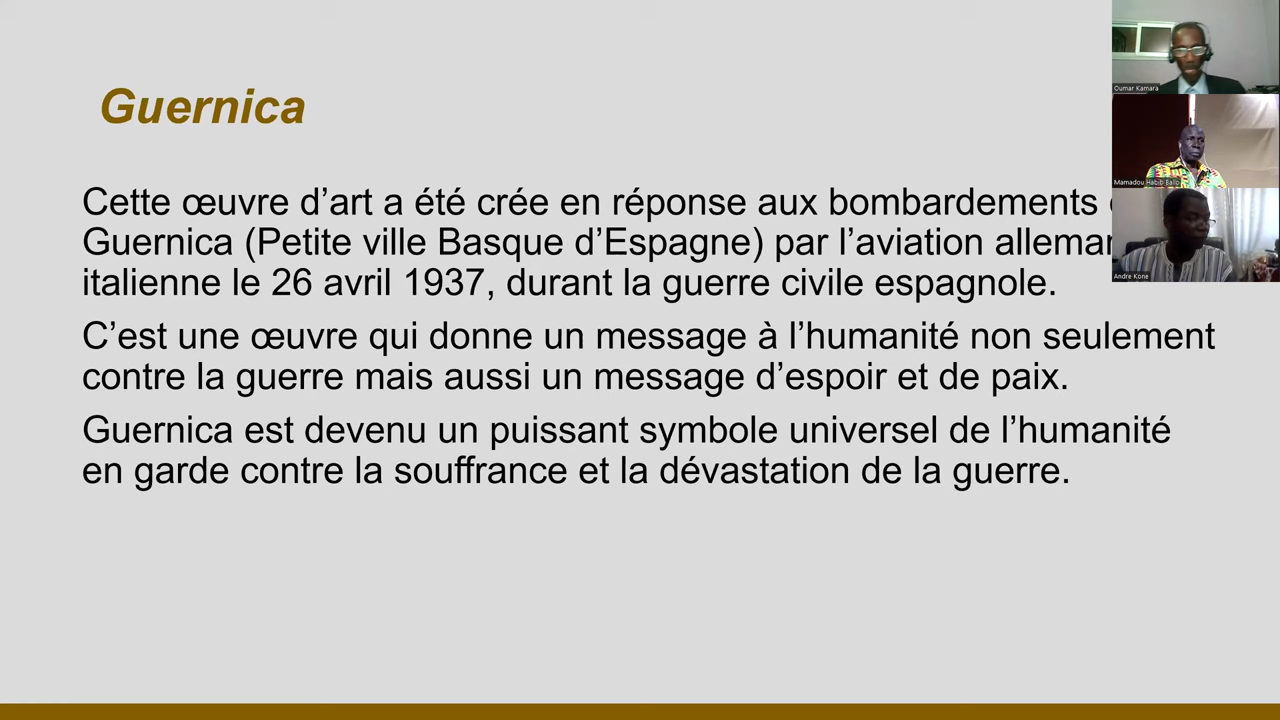 Guernica
Cette œuvre d’art a été crée en réponse aux bombardements
Guernica (Petite ville Basque d’Espagne) par l’aviation
italienne le 26 avril 1937, durant la guerre civile espagnole.
C’est une œuvre qui donne un message à l’humanité non seulement
contre la guerre mais aussi un message d’espoir et de paix.
Guernica est devenu un puissant symbole universel de l’humanité
en garde contre la souffrance et la dévastation de la guerre.
Oumar Kamara
Mamadou Habib Ballo
Andre Kone